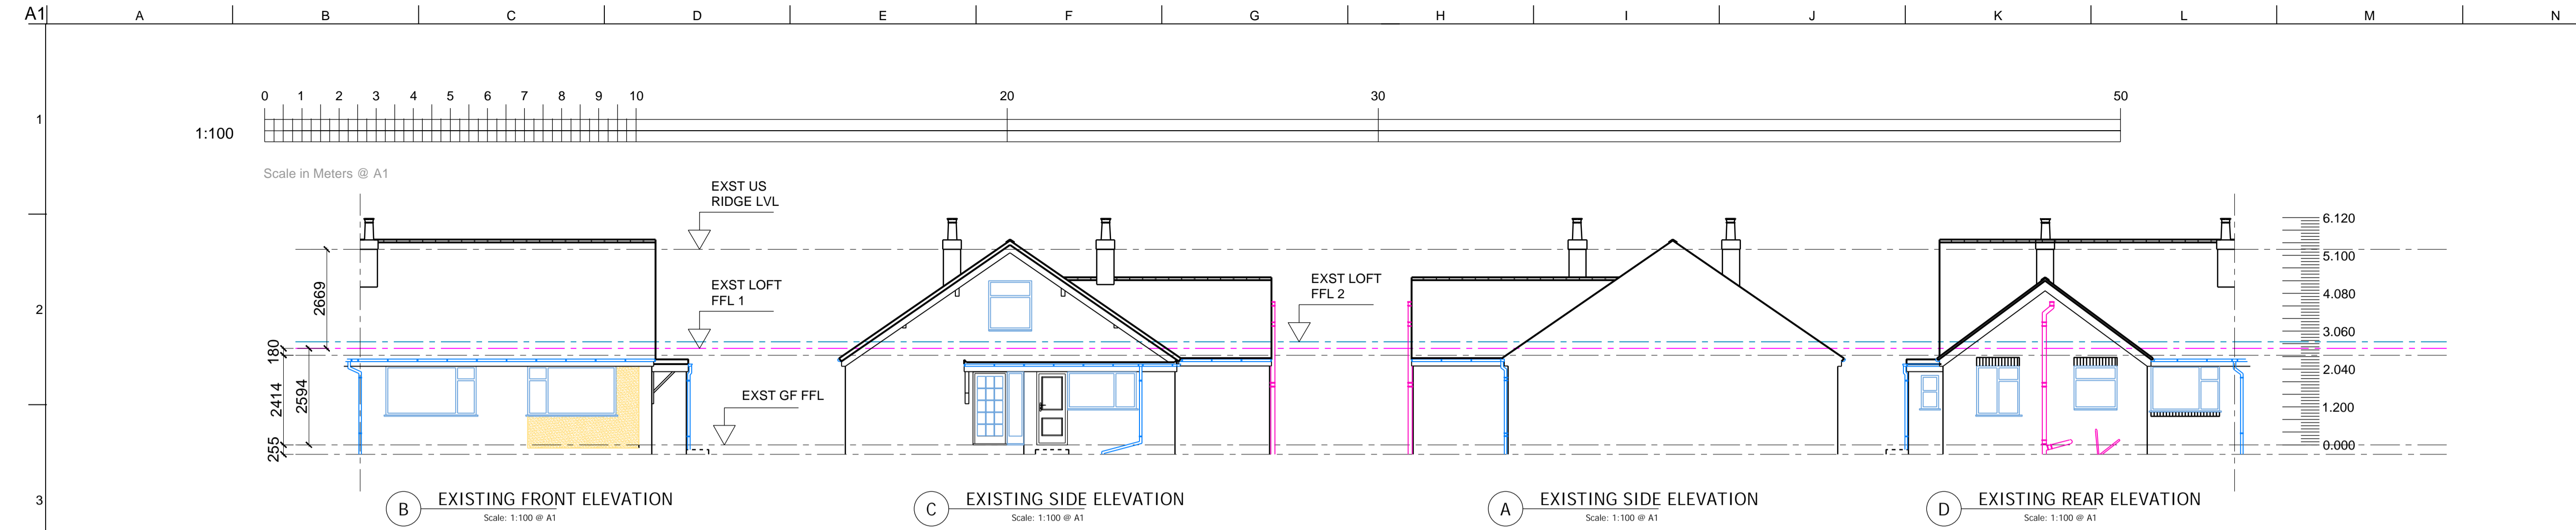 A1
A B C D E F G H I J K L M N
0 1 2 3 4 5 6 7 8 9 10 20 30 50
1
1:100
Scale in Meters @ A1
EXST US
RIDGE LVL
EXST LOFT
FFL 1
EXST LOFT
FFL 2
EXST GF FFL
2
2669
180
2414
2594
255
6.120
5.100
4.080
3.060
2.040
1.200
0.000
3
B EXISTING FRONT ELEVATION
Scale: 1:100 @ A1
C EXISTING SIDE ELEVATION
Scale: 1:100 @ A1
A EXISTING SIDE ELEVATION
Scale: 1:100 @ A1
D EXISTING REAR ELEVATION
Scale: 1:100 @ A1